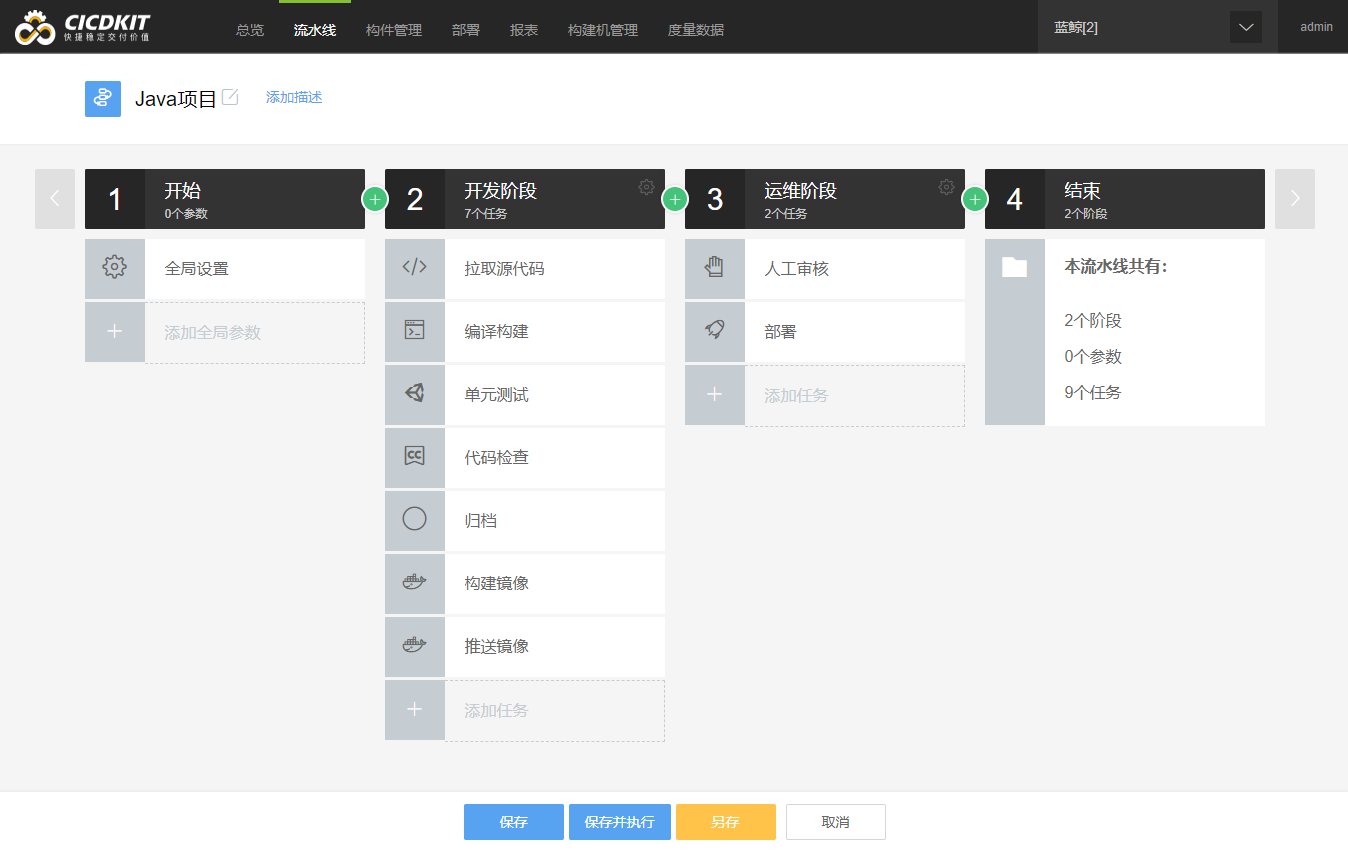 CICDKIT
快捷稳定交付价值
总览
流水线
构件管理
部署
报表
构建机管理
度量数据
蓝鲸[2]
admin
Java项目
添加描述
1
开始
0个参数
全局设置
添加全局参数
2
开发阶段
7个任务
拉取源代码
编译构建
单元测试
CC
代码检查
归档
构建镜像
推送镜像
添加任务
3
运维阶段
2个任务
人工审核
部署
添加任务
4
结束
2个阶段
本流水线共有：
2个阶段
0个参数
9个任务
保存
保存并执行
另存
取消